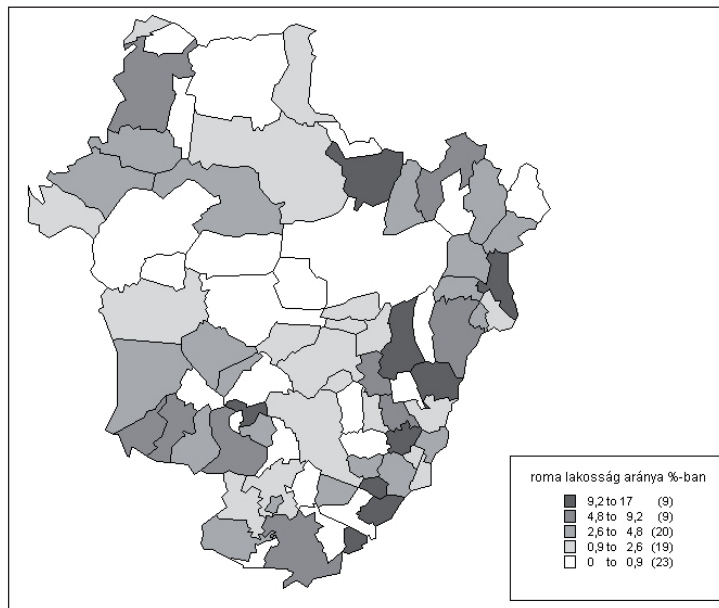 roma lakosság aránya %-ban
9,2 to 17 (9)
4,8 to 9,2 (9)
2,6 to 4,8 (20)
0,9 to 2,6 (19)
0 to 0,9 (23)